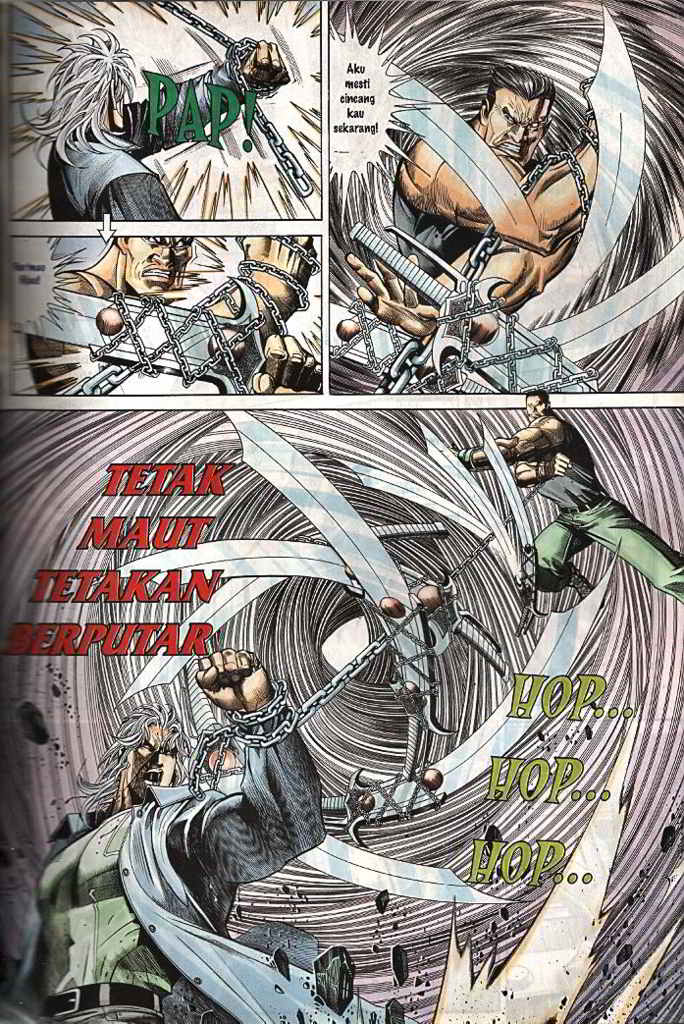 PAP!
Aku
mesti
cincang
kau
sekarang!
TETAK
MAUT
TETAKAN
BERPUTAR
HOP...
HOP...
HOP...